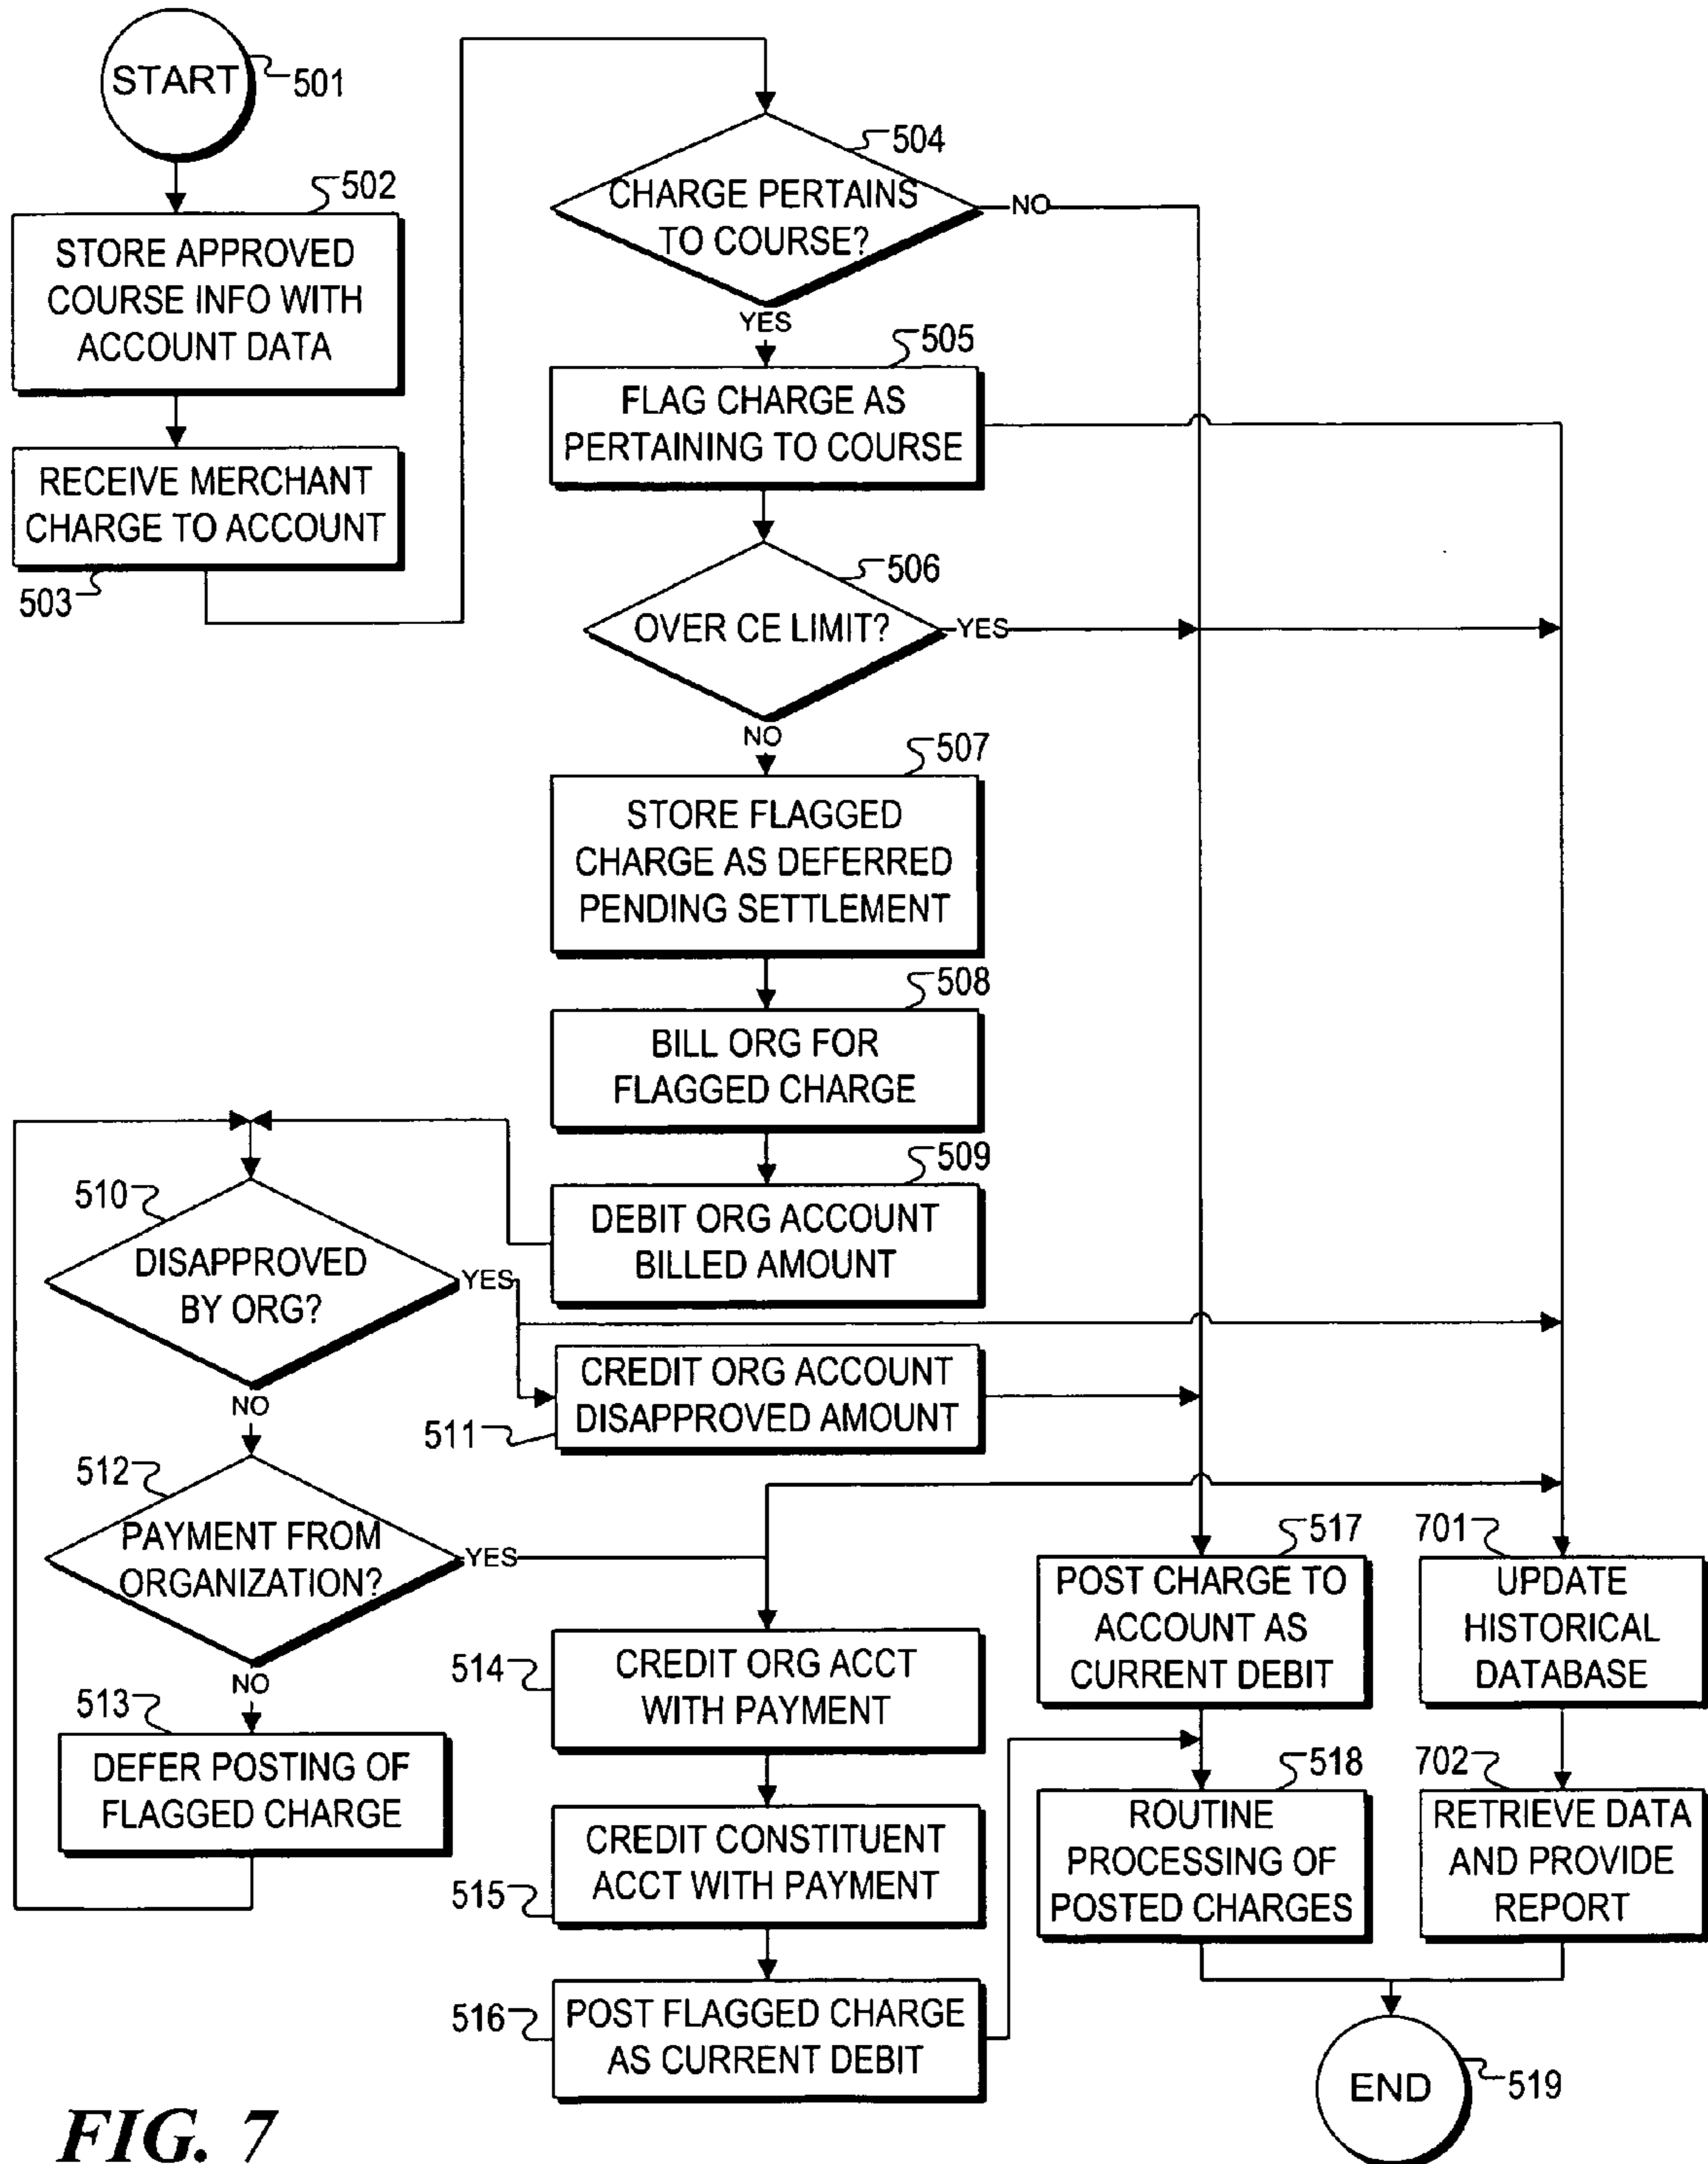 START
501
502
STORE APPROVED
COURSE INFO WITH
ACCOUNT DATA
RECEIVE MERCHANT
CHARGE TO ACCOUNT
503
504
CHARGE PERTAINS
TO COURSE?
NO
YES
505
FLAG CHARGE AS
PERTAINING TO COURSE
506
OVER CE LIMIT?
YES
NO
507
STORE FLAGGED
CHARGE AS DEFERRED
PENDING SETTLEMENT
508
BILL ORG FOR
FLAGGED CHARGE
509
DEBIT ORG ACCOUNT
BILLED AMOUNT
510
DISAPPROVED
BY ORG?
YES
NO
CREDIT ORG ACCOUNT
DISAPPROVED AMOUNT
511
512
PAYMENT FROM
ORGANIZATION?
YES
NO
513
DEFER POSTING OF
FLAGGED CHARGE
514
CREDIT ORG ACCT
WITH PAYMENT
CREDIT CONSTITUENT
ACCT WITH PAYMENT
515
516
POST FLAGGED CHARGE
AS CURRENT DEBIT
517
POST CHARGE TO
ACCOUNT AS
CURRENT DEBIT
518
ROUTINE
PROCESSING OF
POSTED CHARGES
701
UPDATE
HISTORICAL
DATABASE
702
RETRIEVE DATA
AND PROVIDE
REPORT
END
519
FIG. 7